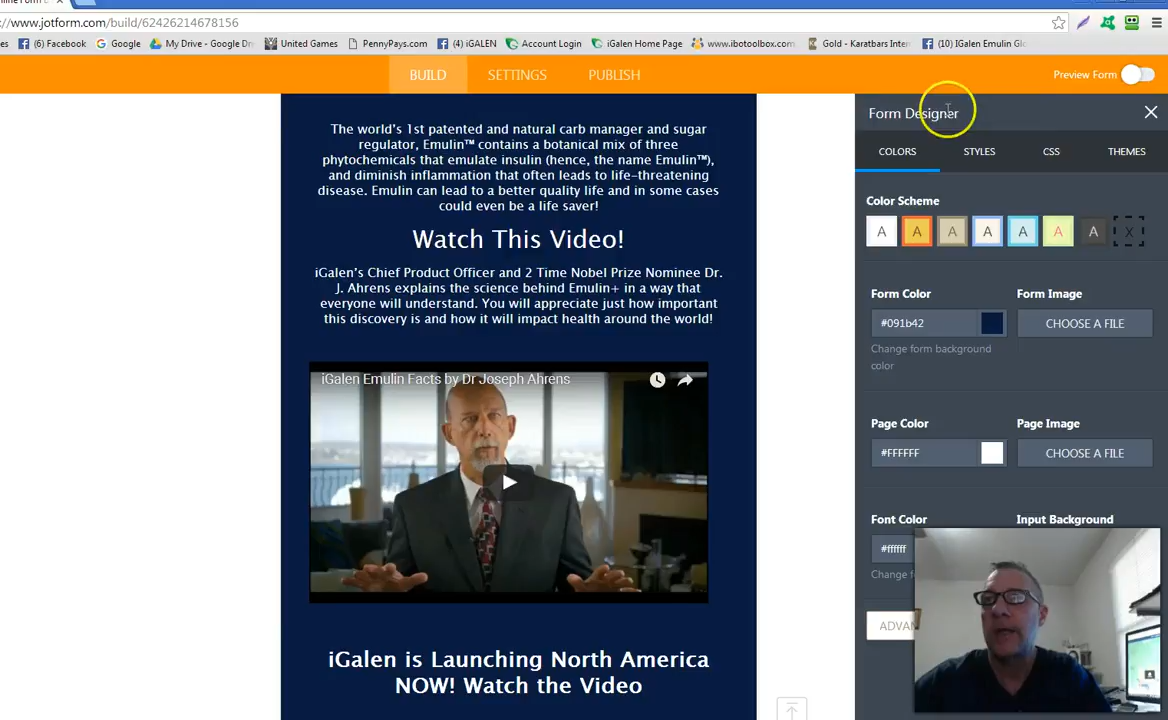 nline Form B
://www.jotform.com/build/62426214678156
es (6) Facebook Google My Drive - Google Dr United Games PennyPays.com (4) iGALEN Account Login iGalen Home Page www.ibotoolbox.com Gold - Karatbars Inter (10) IGalen Emulin Glo
BUILD SETTINGS PUBLISH Preview Form
The world's 1st patented and natural carb manager and sugar
regulator, Emulin™ contains a botanical mix of three
phytochemicals that emulate insulin (hence, the name Emulin™),
and diminish inflammation that often leads to life-threatening
disease. Emulin can lead to a better quality life and in some cases
could even be a life saver!
Watch This Video!
iGalen's Chief Product Officer and 2 Time Nobel Prize Nominee Dr.
J. Ahrens explains the science behind Emulin+ in a way that
everyone will understand. You will appreciate just how important
this discovery is and how it will impact health around the world!
iGalen Emulin Facts by Dr Joseph Ahrens
iGalen is Launching North America
NOW! Watch the Video
Form Designer
COLORS STYLES CSS THEMES
Color Scheme
A A A A A A A X
Form Color Form Image
#091b42 CHOOSE A FILE
Change form background
color
Page Color Page Image
#FFFFFF CHOOSE A FILE
Font Color Input Background
#ffffff
Change f
ADVAN